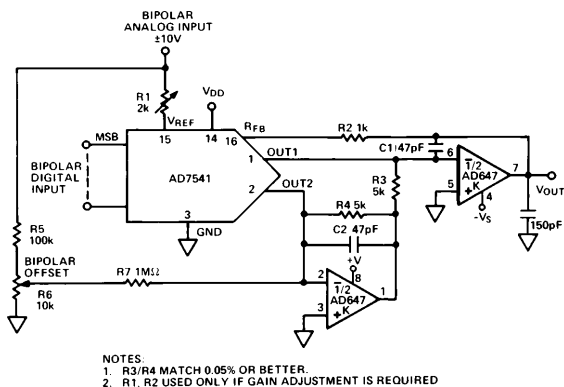 BIPOLAR
ANALOG INPUT
±10V
R1
2k
VREF
VDD
RFB
15
14
16
MSB
BIPOLAR
DIGITAL
INPUT
AD7541
1
OUT1
2
OUT2
3
GND
R2 1k
C1 47pF
R3
5k
R4 5k
C2 47pF
+V
6
1/2
AD647
K
5
7
4
-VS
VOUT
150pF
R5
100k
BIPOLAR
OFFSET
R6
10k
R7 1MΩ
2
8
1/2
AD647
K
3
1
NOTES:
1. R3/R4 MATCH 0.05% OR BETTER.
2. R1, R2 USED ONLY IF GAIN ADJUSTMENT IS REQUIRED